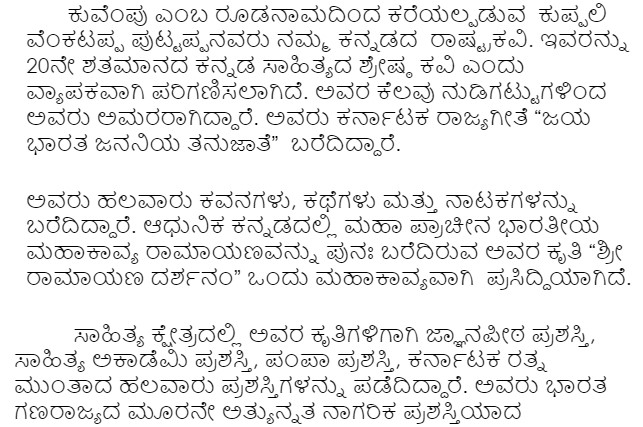 ಕುವೆಂಪು ಎಂಬ ರೂಡನಾಮದಿಂದ ಕರೆಯಲ್ಪಡುವ ಕುಪ್ಪಲಿ
ವೆಂಕಟಪ್ಪ ಪುಟ್ಟಪ್ಪನವರು ನಮ್ಮ ಕನ್ನಡದ ರಾಷ್ಟ್ರಕವಿ. ಇವರನ್ನು
20ನೇ ಶತಮಾನದ ಕನ್ನಡ ಸಾಹಿತ್ಯದ ಶ್ರೇಷ್ಠ ಕವಿ ಎಂದು
ವ್ಯಾಪಕವಾಗಿ ಪರಿಗಣಿಸಲಾಗಿದೆ. ಅವರ ಕೆಲವು ನುಡಿಗಟ್ಟುಗಳಿಂದ
ಅವರು ಅಮರರಾಗಿದ್ದಾರೆ. ಅವರು ಕರ್ನಾಟಕ ರಾಜ್ಯಗೀತೆ “ಜಯ
ಭಾರತ ಜನನಿಯ ತನುಜಾತೆ” ಬರೆದಿದ್ದಾರೆ.
ಅವರು ಹಲವಾರು ಕವನಗಳು, ಕಥೆಗಳು ಮತ್ತು ನಾಟಕಗಳನ್ನು
ಬರೆದಿದ್ದಾರೆ. ಆಧುನಿಕ ಕನ್ನಡದಲ್ಲಿ ಮಹಾ ಪ್ರಾಚೀನ ಭಾರತೀಯ
ಮಹಾಕಾವ್ಯ ರಾಮಾಯಣವನ್ನು ಪುನಃ ಬರೆದಿರುವ ಅವರ ಕೃತಿ “ಶ್ರೀ
ರಾಮಾಯಣ ದರ್ಶನಂ” ಒಂದು ಮಹಾಕಾವ್ಯವಾಗಿ ಪ್ರಸಿದ್ದಿಯಾಗಿದೆ.
ಸಾಹಿತ್ಯ ಕ್ಷೇತ್ರದಲ್ಲಿ ಅವರ ಕೃತಿಗಳಿಗಾಗಿ ಜ್ಞಾನಪೀಠ ಪ್ರಶಸ್ತಿ,
ಸಾಹಿತ್ಯ ಅಕಾಡೆಮಿ ಪ್ರಶಸ್ತಿ, ಪಂಪಾ ಪ್ರಶಸ್ತಿ, ಕರ್ನಾಟಕ ರತ್ನ
ಮುಂತಾದ ಹಲವಾರು ಪ್ರಶಸ್ತಿಗಳನ್ನು ಪಡೆದಿದ್ದಾರೆ. ಅವರು ಭಾರತ
ಗಣರಾಜ್ಯದ ಮೂರನೇ ಅತ್ಯುನ್ನತ ನಾಗರಿಕ ಪ್ರಶಸ್ತಿಯಾದ